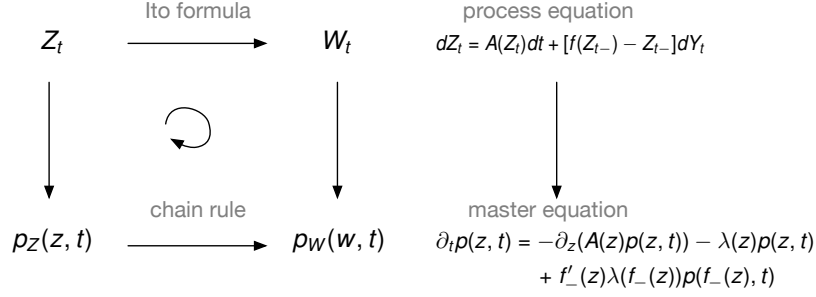 Ito formula process equation
Z_t W_t dZ_t = A(Z_t)dt + [f(Z_{t−}) − Z_{t−}]dY_t
chain rule master equation
p_Z(z, t) p_W(w, t) ∂_t p(z, t) = −∂_z(A(z)p(z, t)) − λ(z)p(z, t)
+ f′_−(z)λ(f_−(z))p(f_−(z), t)